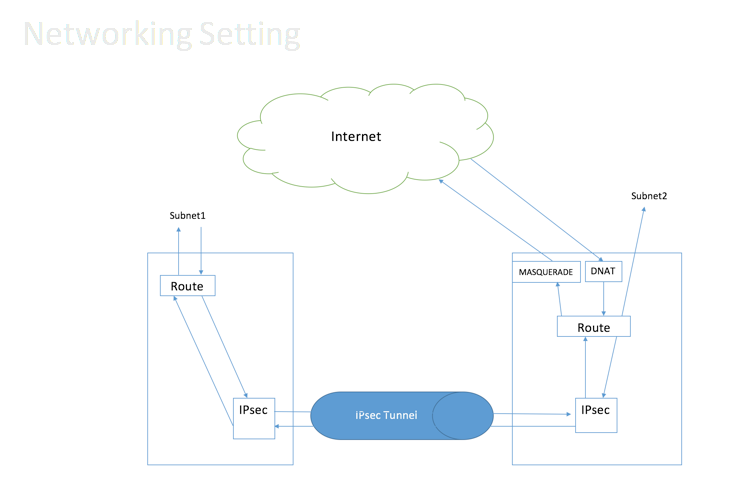 Networking Setting
Internet
Subnet1
Subnet2
MASQUERADE
DNAT
Route
Route
IPsec
iPsec Tunnel
IPsec